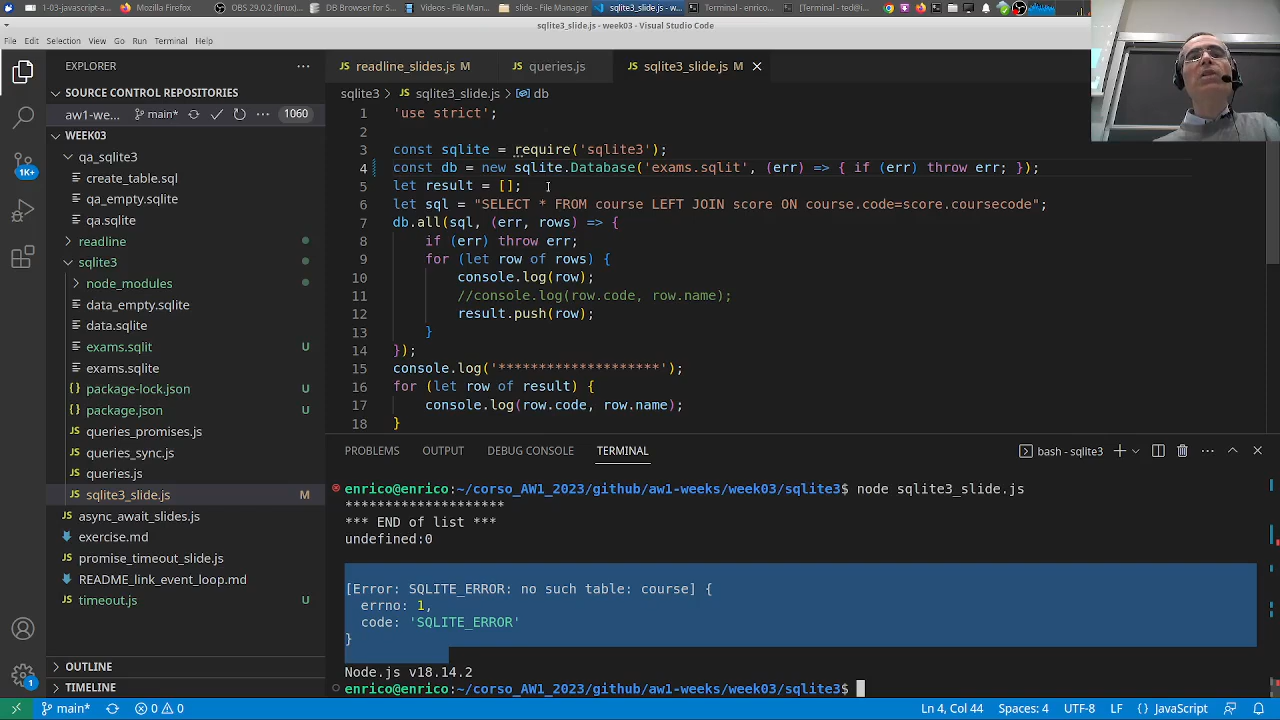 1-03-javascript-a...
Mozilla Firefox
OBS 29.0.2 (linux)...
DB Browser for S...
slide - File Manager
sqlite3_slide.js - w...
Terminal - enrico...
[Terminal - ted@i...
sqlite3_slide.js - week03 - Visual Studio Code
File Edit Selection View Go Run Terminal Help
EXPLORER
SOURCE CONTROL REPOSITORIES
aw1-we... main* 1060
WEEK03
qa_sqlite3
create_table.sql
qa_empty.sqlite
qa.sqlite
readline
sqlite3
node_modules
data_empty.sqlite
data.sqlite
exams.sqlit U
exams.sqlite
package-lock.json U
package.json U
queries_promises.js
queries_sync.js
queries.js
sqlite3_slide.js M
async_await_slides.js
exercise.md
promise_timeout_slide.js
README_link_event_loop.md
timeout.js U
OUTLINE
TIMELINE
1K+
1
readline_slides.js M
queries.js
sqlite3_slide.js M
sqlite3 > sqlite3_slide.js > db
1 'use strict';
2
3 const sqlite = require('sqlite3');
4 const db = new sqlite.Database('exams.sqlit', (err) => { if (err) throw err; });
5 let result = [];
6 let sql = "SELECT * FROM course LEFT JOIN score ON course.code=score.coursecode";
7 db.all(sql, (err, rows) => {
8 if (err) throw err;
9 for (let row of rows) {
10 console.log(row);
11 //console.log(row.code, row.name);
12 result.push(row);
13 }
14 });
15 console.log('********************');
16 for (let row of result) {
17 console.log(row.code, row.name);
18 }
PROBLEMS OUTPUT DEBUG CONSOLE TERMINAL
bash - sqlite3
enrico@enrico:~/corso_AW1_2023/github/aw1-weeks/week03/sqlite3$ node sqlite3_slide.js
********************
*** END of list ***
undefined:0
[Error: SQLITE_ERROR: no such table: course] {
errno: 1,
code: 'SQLITE_ERROR'
}
Node.js v18.14.2
enrico@enrico:~/corso_AW1_2023/github/aw1-weeks/week03/sqlite3$
main* 0 0 Ln 4, Col 44 Spaces: 4 UTF-8 LF {} JavaScript